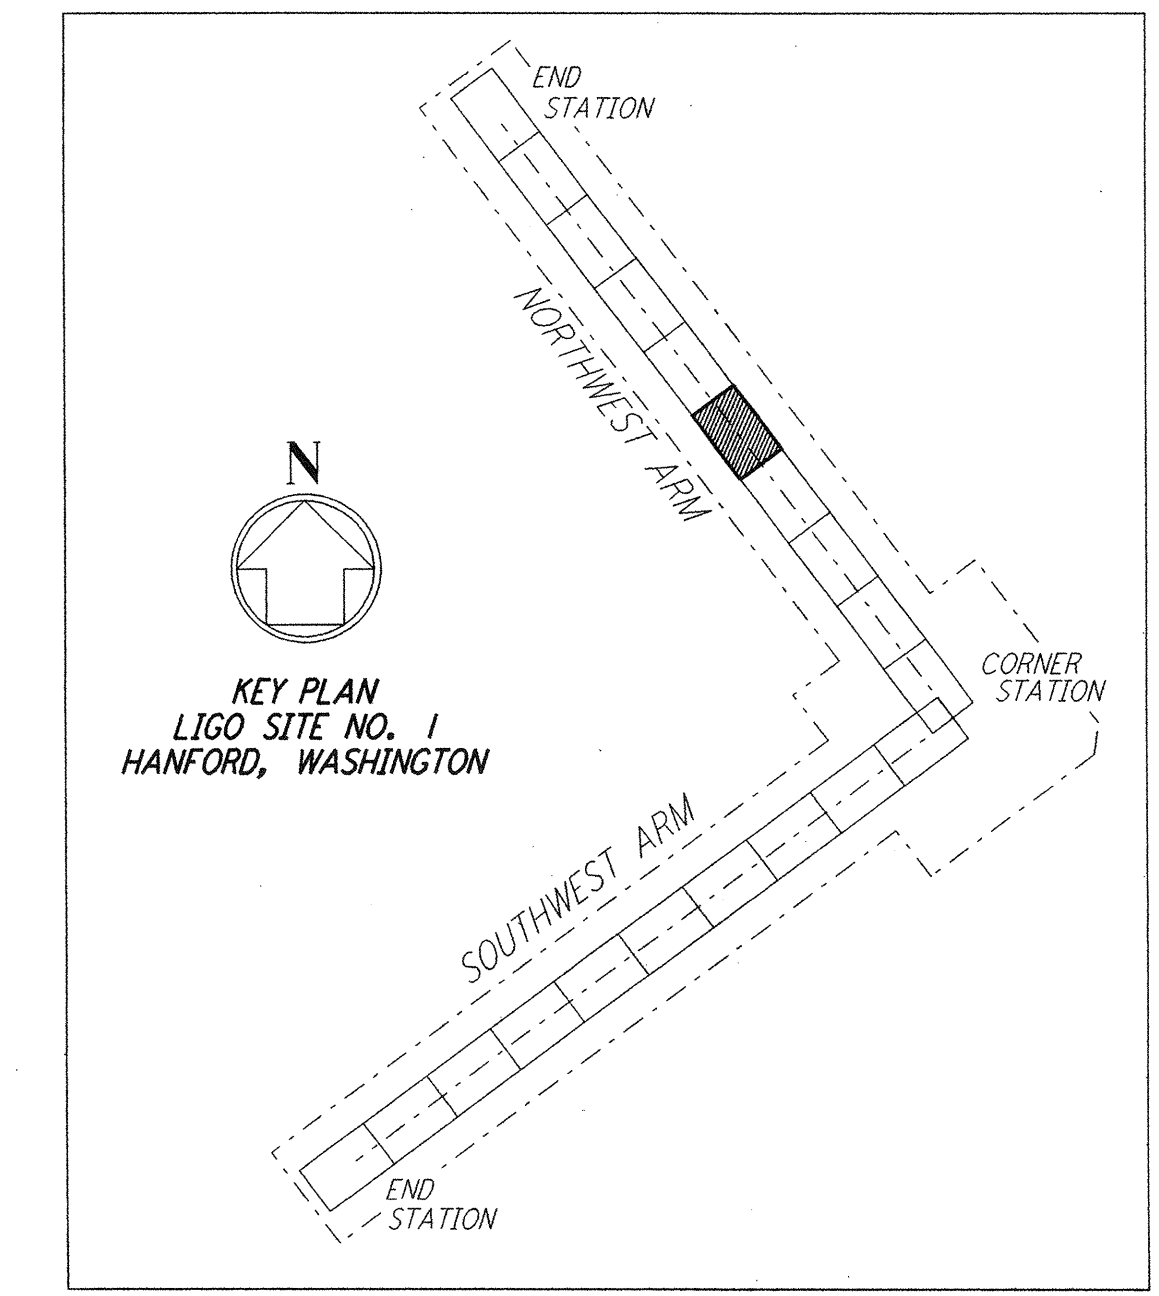 END
STATION
NORTHWEST ARM
N
KEY PLAN
LIGO SITE NO. 1
HANFORD, WASHINGTON
CORNER
STATION
SOUTHWEST ARM
END
STATION